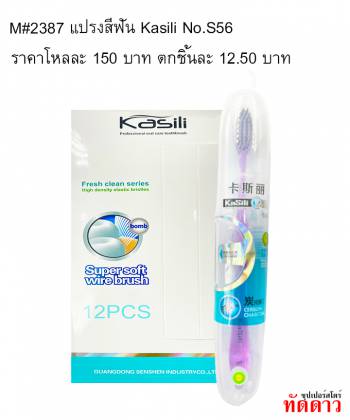 M#2387 แปรงสีฟัน Kasili No.S56
ราคาโหลละ 150 บาท ตกชิ้นละ 12.50 บาท
Kasili
Professional oral care toothbrush
Fresh clean series
High density elastic bristles
bomb
Super soft
wire brush
12PCS
GUANGDONG SENSHEN INDUSTRY CO.,LTD
卡斯丽
KaSili
炭
ซุปเปอร์สโตร์
ทัดดาว